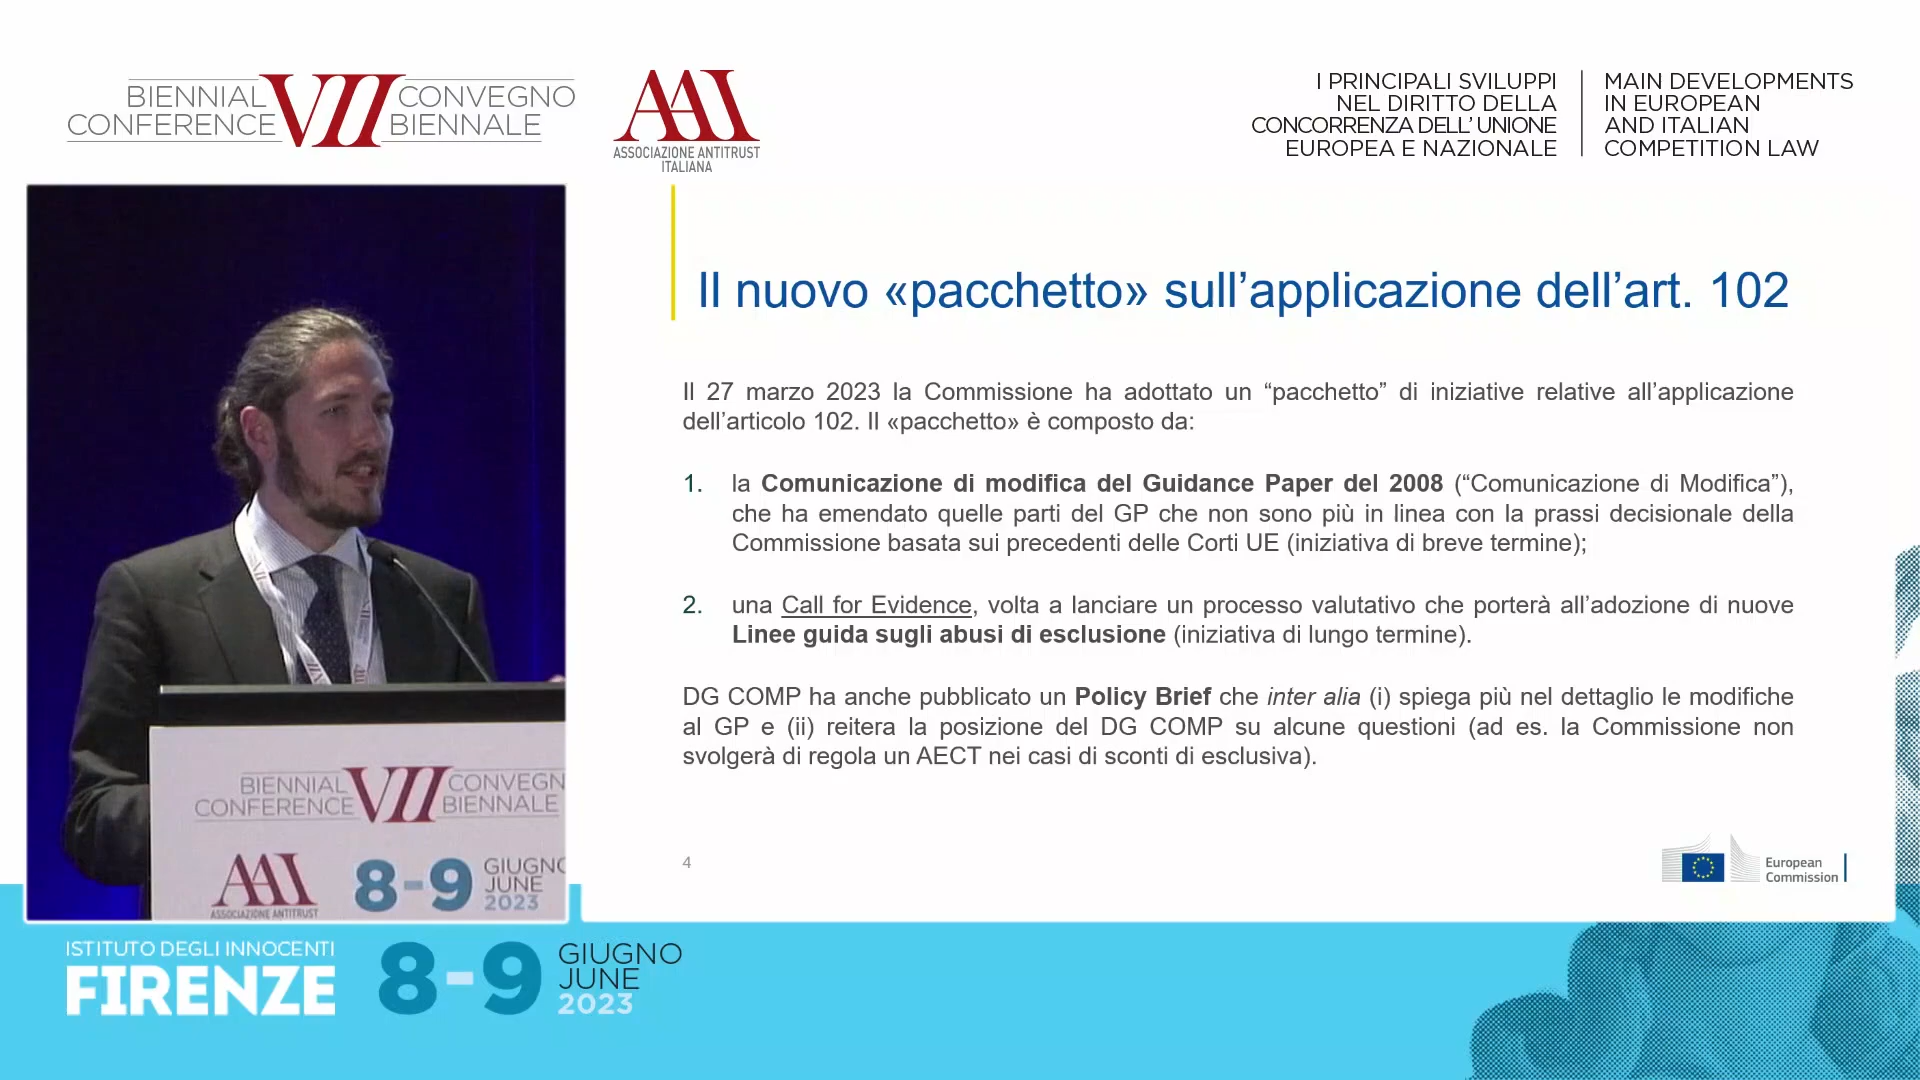 BIENNIAL CONFERENCE VII CONVEGNO BIENNALE
AAI
ASSOCIAZIONE ANTITRUST
ITALIANA
I PRINCIPALI SVILUPPI
NEL DIRITTO DELLA
CONCORRENZA DELL' UNIONE
EUROPEA E NAZIONALE
MAIN DEVELOPMENTS
IN EUROPEAN
AND ITALIAN
COMPETITION LAW
Il nuovo «pacchetto» sull’applicazione dell’art. 102
Il 27 marzo 2023 la Commissione ha adottato un “pacchetto” di iniziative relative all’applicazione
dell’articolo 102. Il «pacchetto» è composto da:
1. la Comunicazione di modifica del Guidance Paper del 2008 (“Comunicazione di Modifica”),
che ha emendato quelle parti del GP che non sono più in linea con la prassi decisionale della
Commissione basata sui precedenti delle Corti UE (iniziativa di breve termine);
2. una Call for Evidence, volta a lanciare un processo valutativo che porterà all’adozione di nuove
Linee guida sugli abusi di esclusione (iniziativa di lungo termine).
DG COMP ha anche pubblicato un Policy Brief che inter alia (i) spiega più nel dettaglio le modifiche
al GP e (ii) reitera la posizione del DG COMP su alcune questioni (ad es. la Commissione non
svolgerà di regola un AECT nei casi di sconti di esclusiva).
4
European
Commission
BIENNIAL CONFERENCE VII CONVEGN BIENNALE
AAI
ASSOCIAZIONE ANTITRUST
8-9
GIUGNO
JUNE
2023
ISTITUTO DEGLI INNOCENTI
FIRENZE
8-9
GIUGNO
JUNE
2023